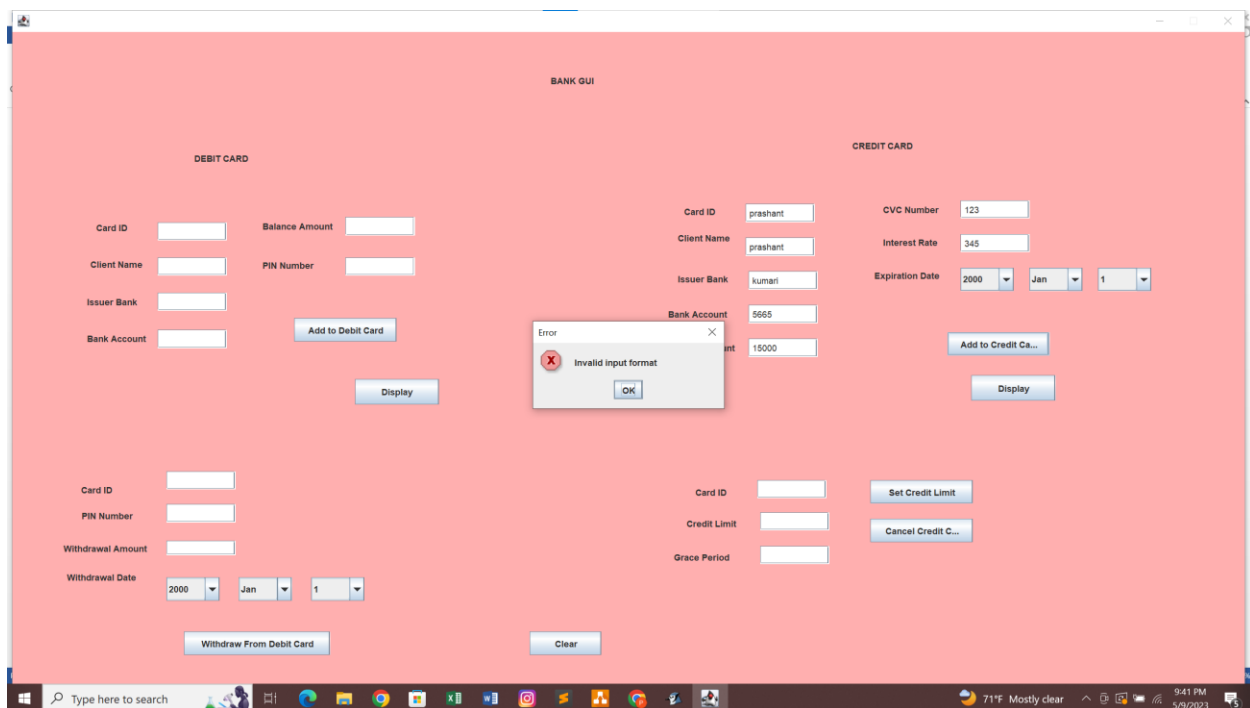 BANK GUI
DEBIT CARD
Card ID
Balance Amount
Client Name
PIN Number
Issuer Bank
Bank Account
Add to Debit Card
Display
CREDIT CARD
Card ID prashant
CVC Number 123
Client Name prashant
Interest Rate 345
Issuer Bank kumari
Expiration Date 2000 Jan 1
Bank Account 5665
15000
Add to Credit Ca...
Display
Error
Invalid input format
OK
Card ID
PIN Number
Withdrawal Amount
Withdrawal Date 2000 Jan 1
Withdraw From Debit Card
Clear
Card ID
Set Credit Limit
Credit Limit
Cancel Credit C...
Grace Period
Type here to search
71°F Mostly clear
9:41 PM
5/9/2023